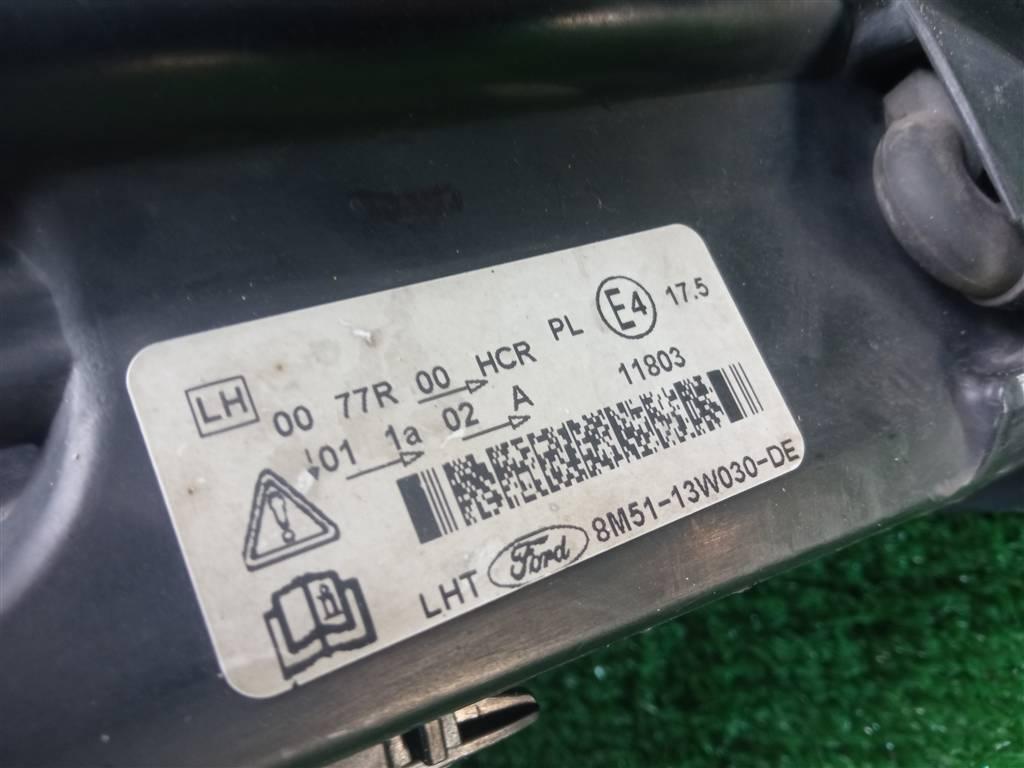 LH 00 77R 00 HCR PL E4 17.5
01 1a 02 A 11803
LHT Ford 8M51-13W030-DE